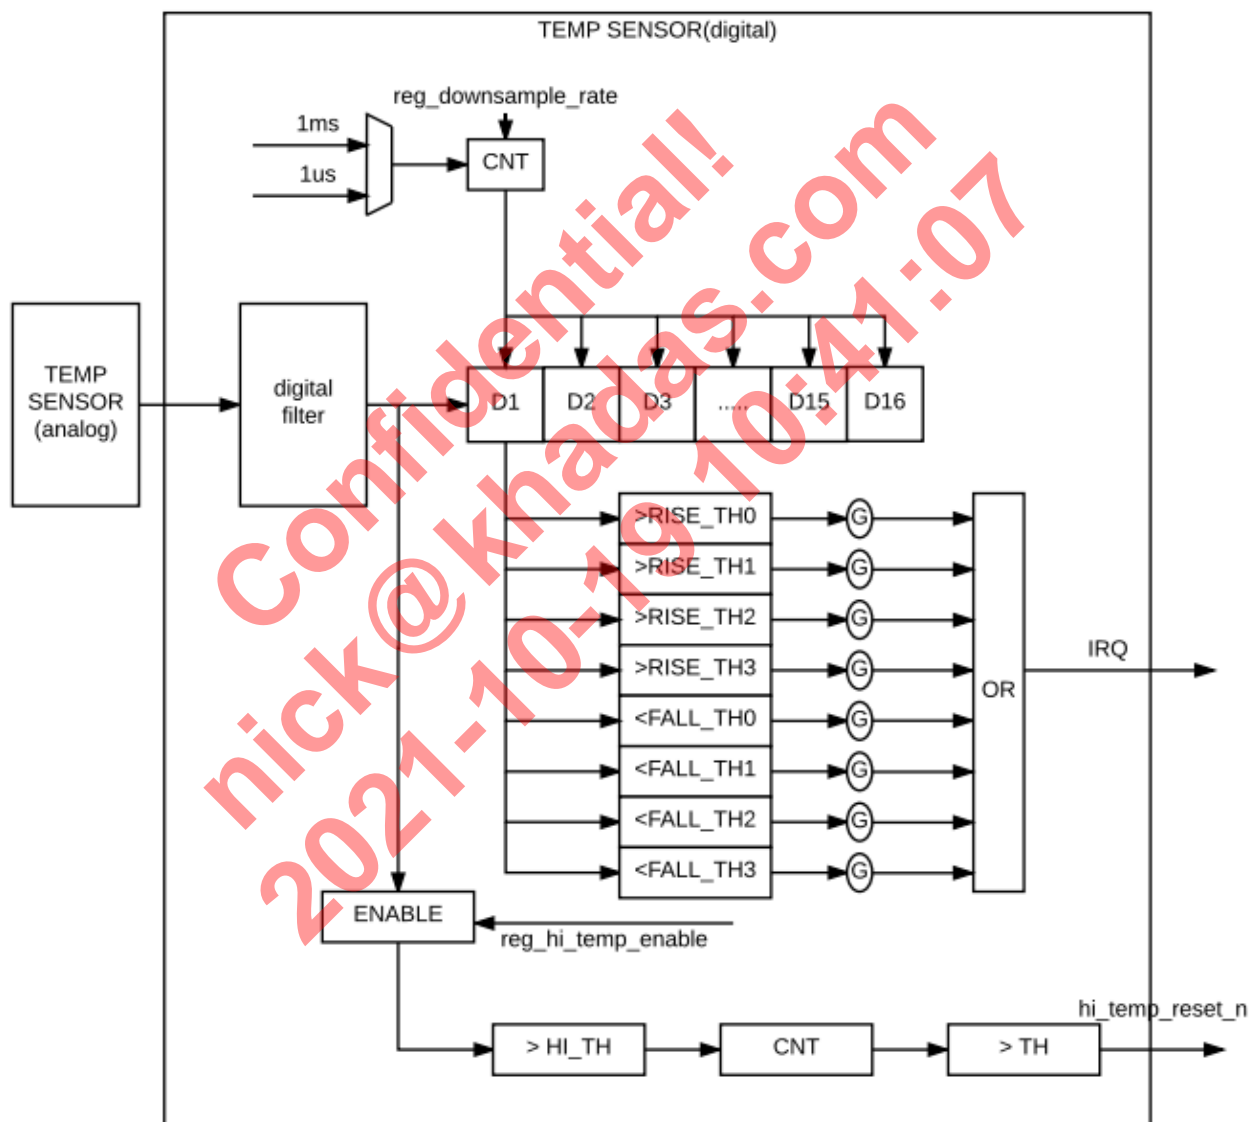 TEMP SENSOR(digital)
reg_downsample_rate
1ms
CNT
1us
TEMP
SENSOR
(analog)
digital
filter
D1 D2 D3 ..... D15 D16
>RISE_TH0 G
>RISE_TH1 G
>RISE_TH2 G
>RISE_TH3 G
<FALL_TH0 G
<FALL_TH1 G
<FALL_TH2 G
<FALL_TH3 G
OR
IRQ
ENABLE
reg_hi_temp_enable
hi_temp_reset_n
> HI_TH
CNT
> TH
Confidential!
nick@khadas.com
2021-10-19 10:41:07